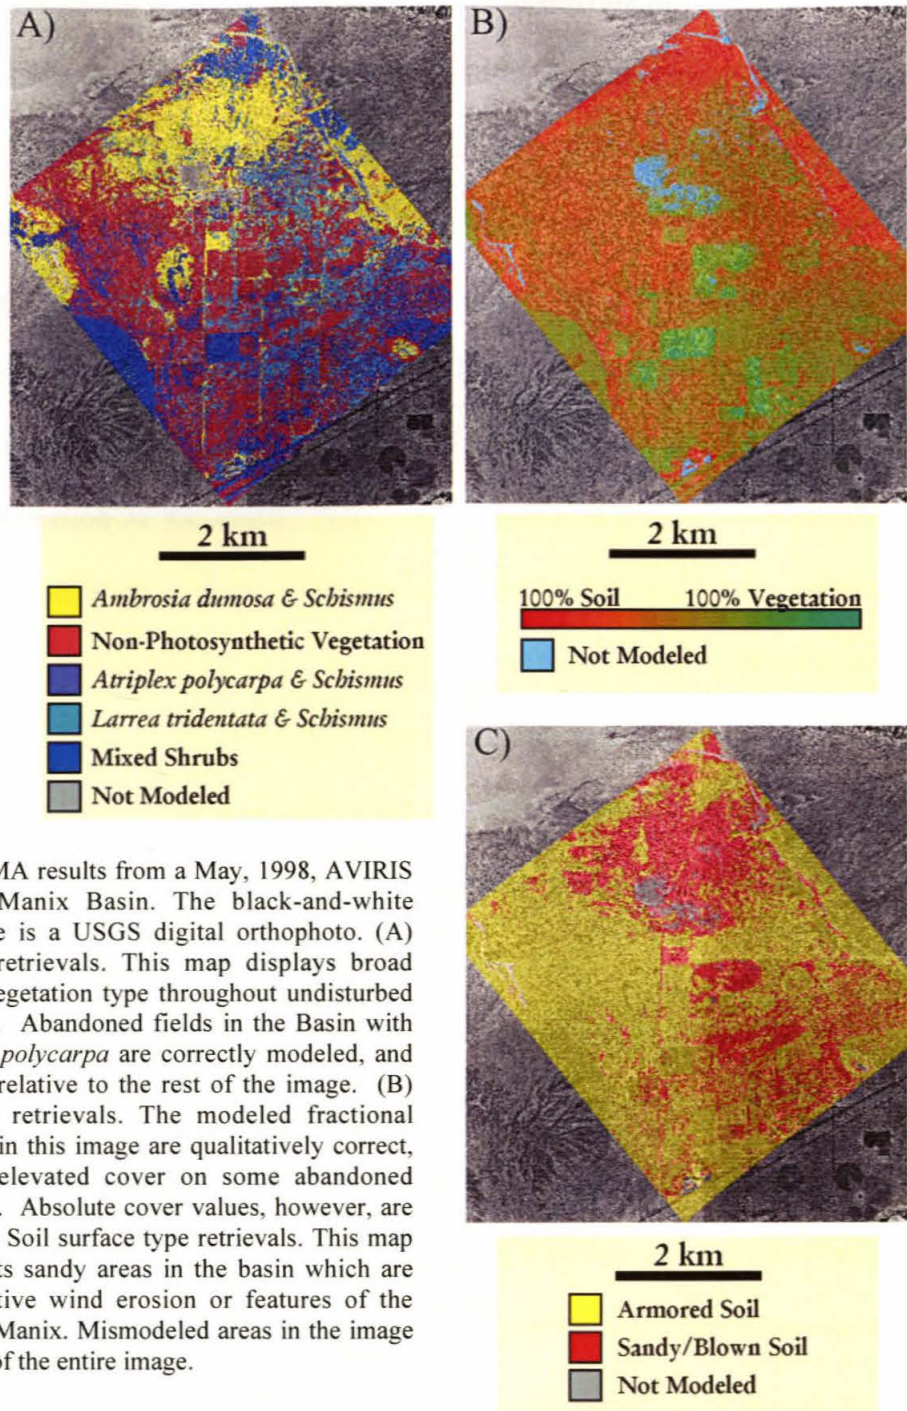 A)
B)
2 km
Ambrosia dumosa & Schismus
Non-Photosynthetic Vegetation
Atriplex polycarpa & Schismus
Larrea tridentata & Schismus
Mixed Shrubs
Not Modeled
2 km
100% Soil 100% Vegetation
Not Modeled
C)
MA results from a May, 1998, AVIRIS
Manix Basin. The black-and-white
e is a USGS digital orthophoto. (A)
retrievals. This map displays broad
egetation type throughout undisturbed
Abandoned fields in the Basin with
polycarpa are correctly modeled, and
relative to the rest of the image. (B)
retrievals. The modeled fractional
in this image are qualitatively correct,
elevated cover on some abandoned
. Absolute cover values, however, are
Soil surface type retrievals. This map
ts sandy areas in the basin which are
tive wind erosion or features of the
Manix. Mismodeled areas in the image
of the entire image.
2 km
Armored Soil
Sandy/Blown Soil
Not Modeled